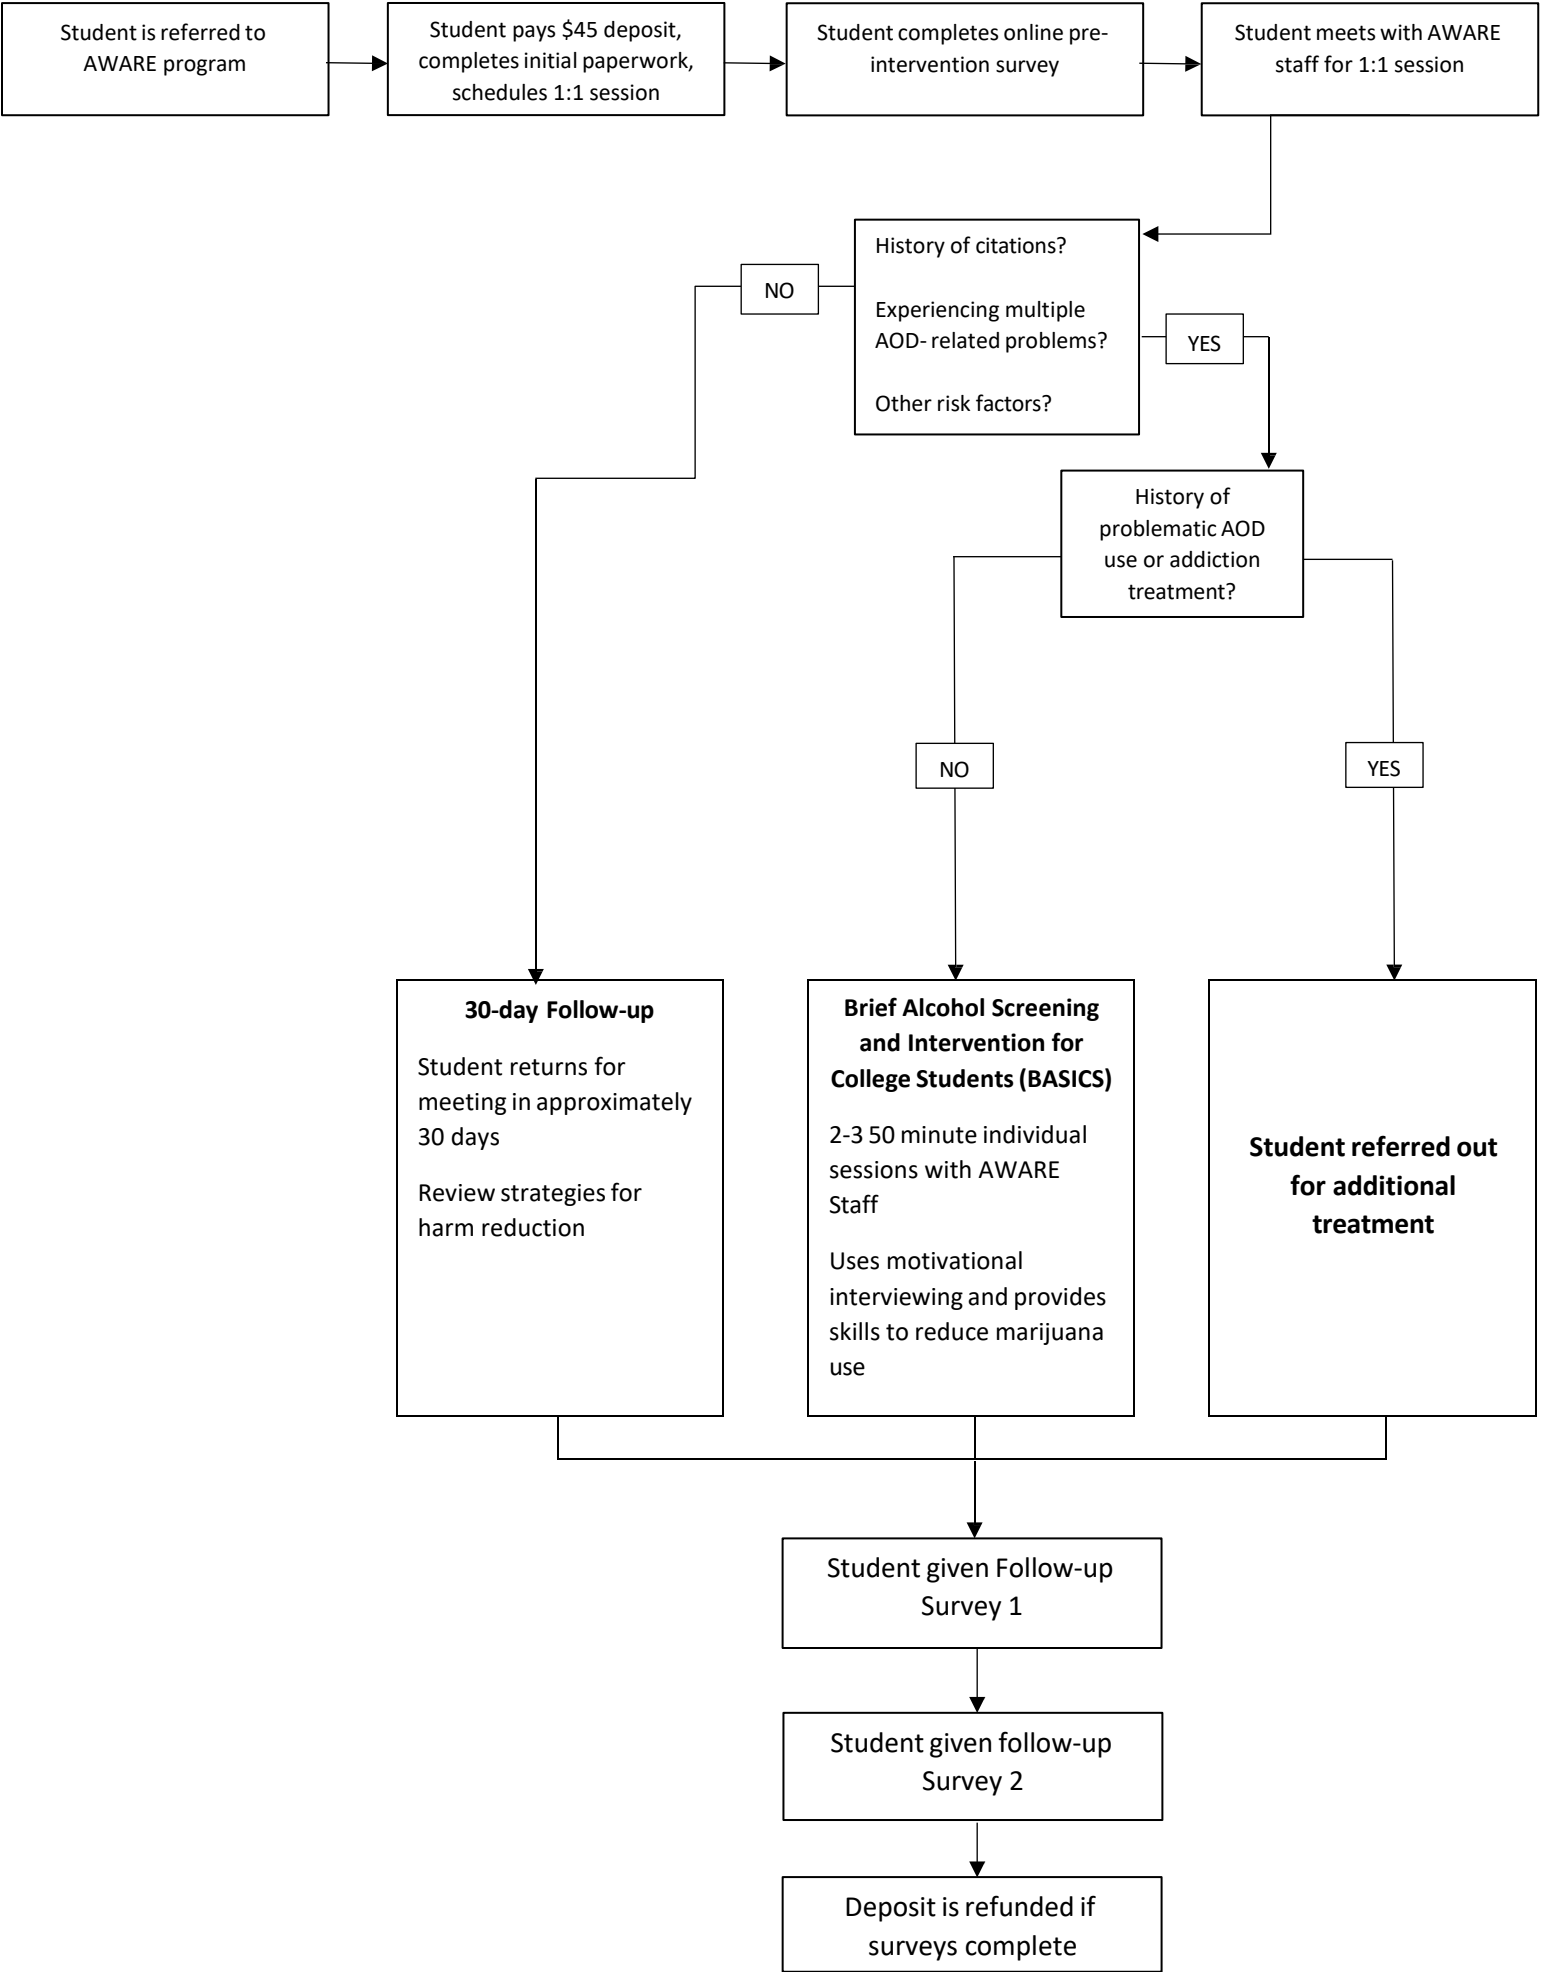 Student is referred to
AWARE program
Student pays $45 deposit,
completes initial paperwork,
schedules 1:1 session
Student completes online pre-
intervention survey
Student meets with AWARE
staff for 1:1 session
History of citations?
Experiencing multiple
AOD- related problems?
Other risk factors?
NO
YES
History of
problematic AOD
use or addiction
treatment?
NO
YES
30-day Follow-up
Student returns for
meeting in approximately
30 days
Review strategies for
harm reduction
Brief Alcohol Screening
and Intervention for
College Students (BASICS)
2-3 50 minute individual
sessions with AWARE
Staff
Uses motivational
interviewing and provides
skills to reduce marijuana
use
Student referred out
for additional
treatment
Student given Follow-up
Survey 1
Student given follow-up
Survey 2
Deposit is refunded if
surveys complete